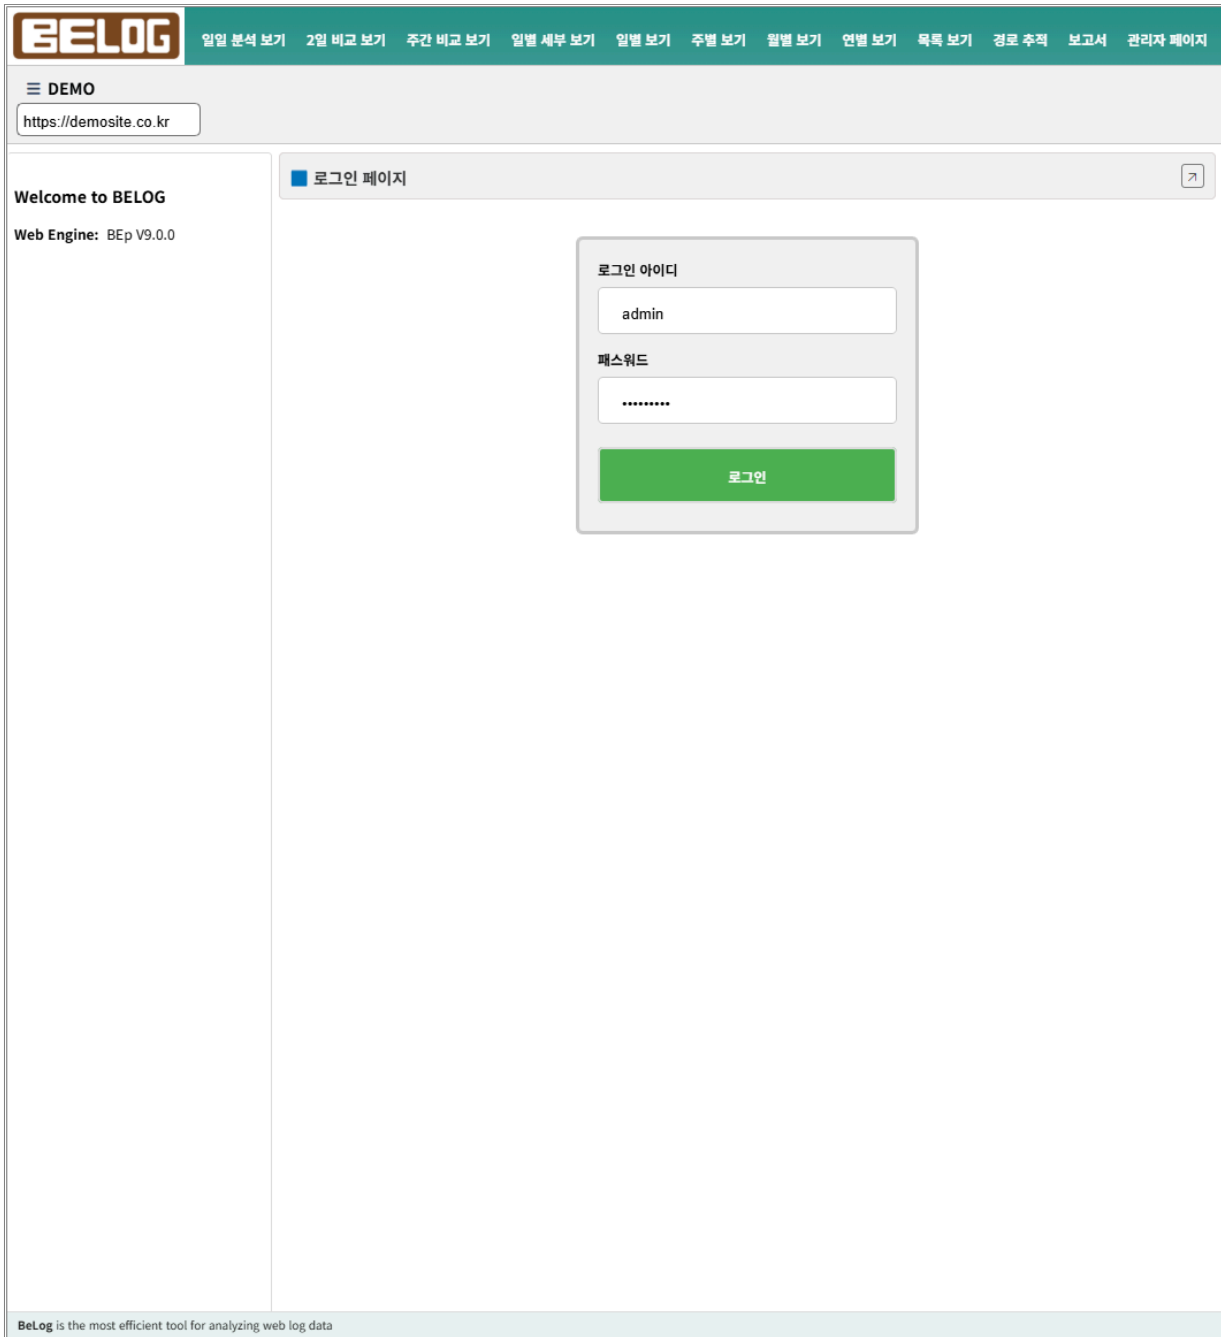 BELOG 일일 분석 보기 2일 비교 보기 주간 비교 보기 일별 세부 보기 일별 보기 주별 보기 월별 보기 연별 보기 목록 보기 경로 추적 보고서 관리자 페이지
☰ DEMO
https://demosite.co.kr
로그인 페이지
Welcome to BELOG
Web Engine: BEp V9.0.0
로그인 아이디
admin
패스워드
•••••••••
로그인
BeLog is the most efficient tool for analyzing web log data